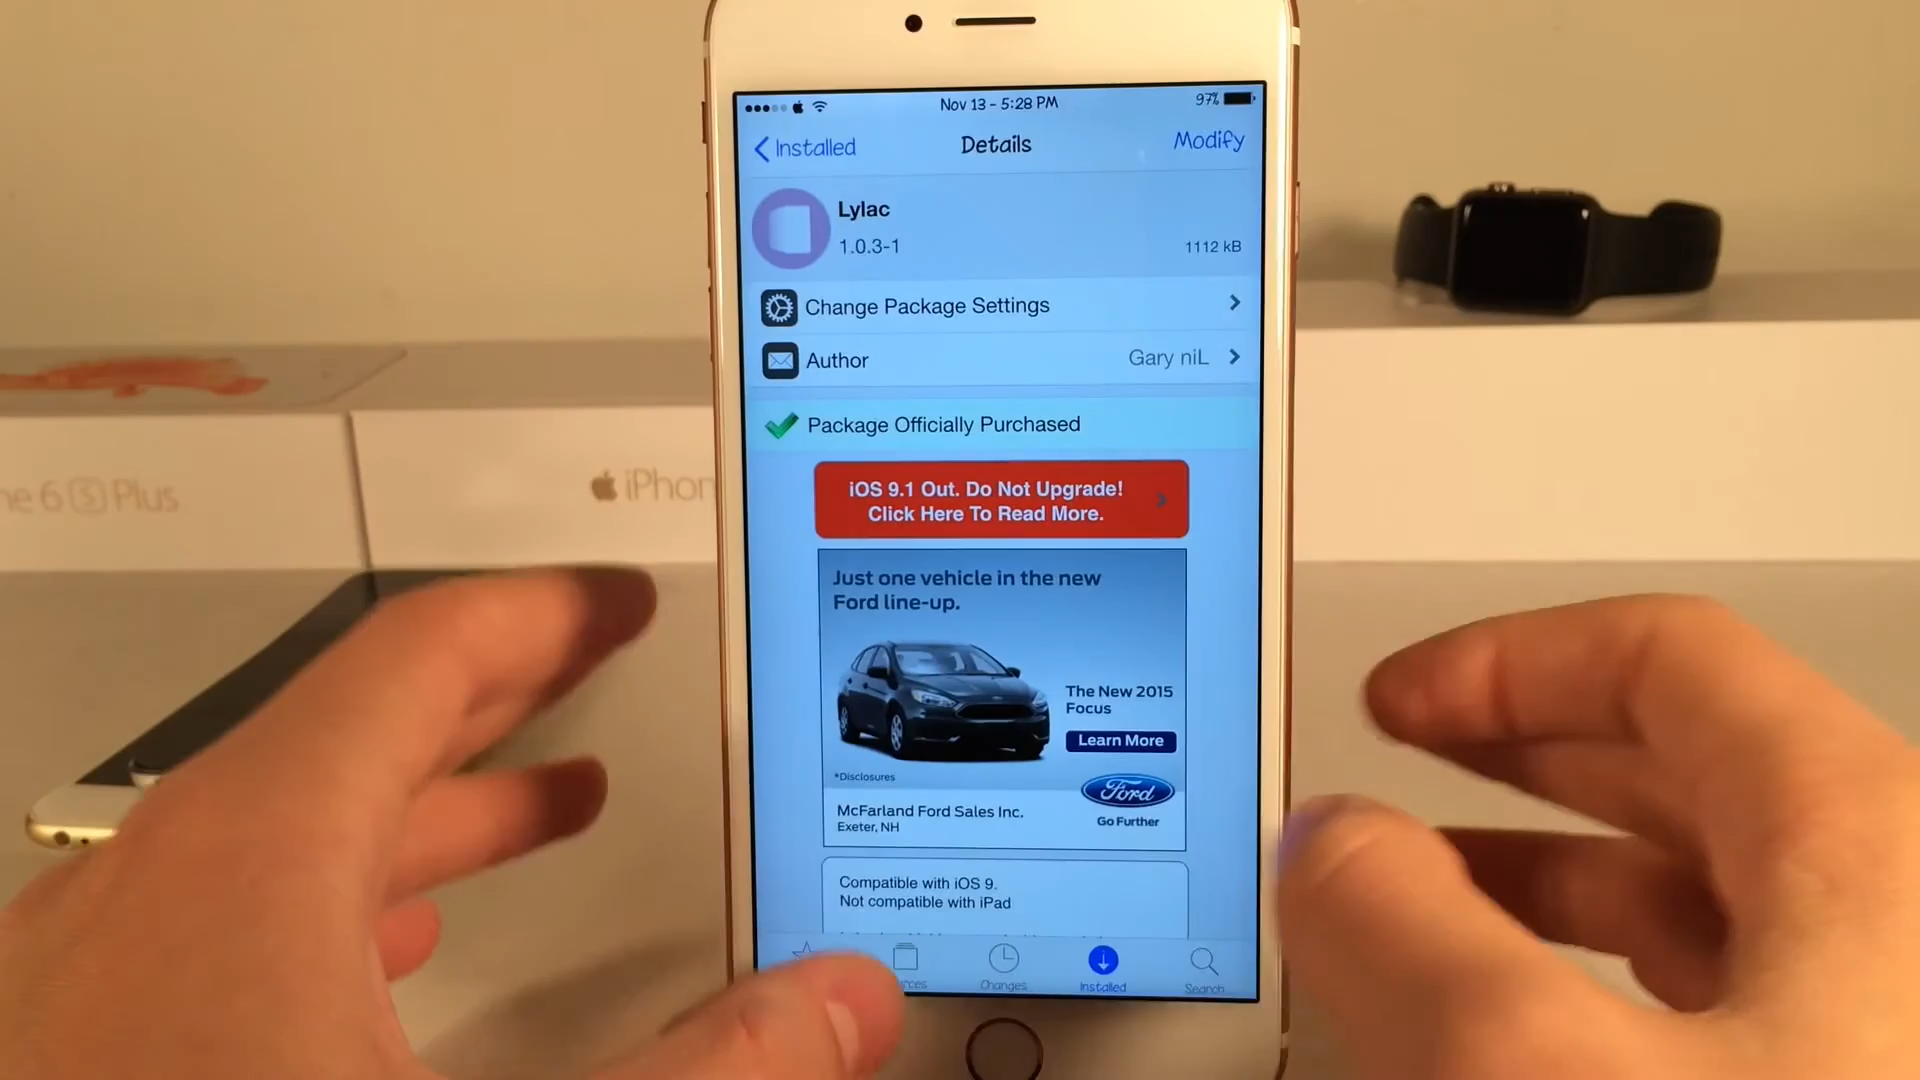 Nov 13 - 5:28 PM
97%
Installed
Details
Modify
Lylac
1.0.3-1
1112 kB
Change Package Settings
Author
Gary niL
Package Officially Purchased
iOS 9.1 Out. Do Not Upgrade!
Click Here To Read More.
Just one vehicle in the new
Ford line-up.
The New 2015
Focus
Learn More
*Disclosures
Ford
Go Further
McFarland Ford Sales Inc.
Exeter, NH
Compatible with iOS 9.
Not compatible with iPad
Changes
Installed
Search
ne 6S Plus
iPhon